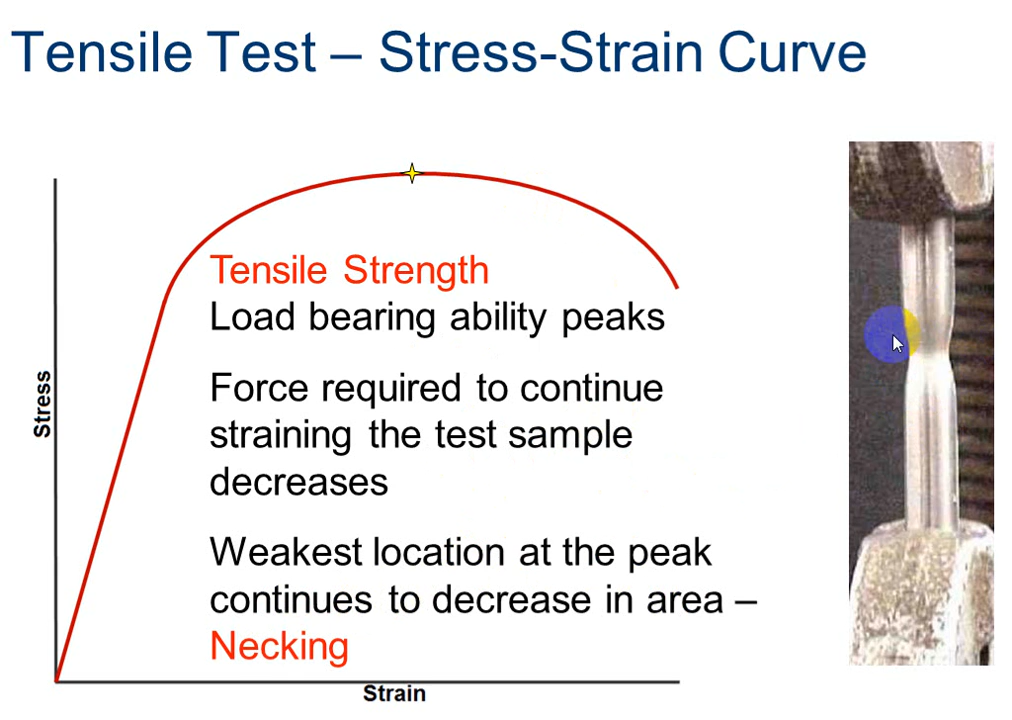 Tensile Test – Stress-Strain Curve
Tensile Strength
Load bearing ability peaks
Force required to continue
straining the test sample
decreases
Weakest location at the peak
continues to decrease in area –
Necking
Stress
Strain